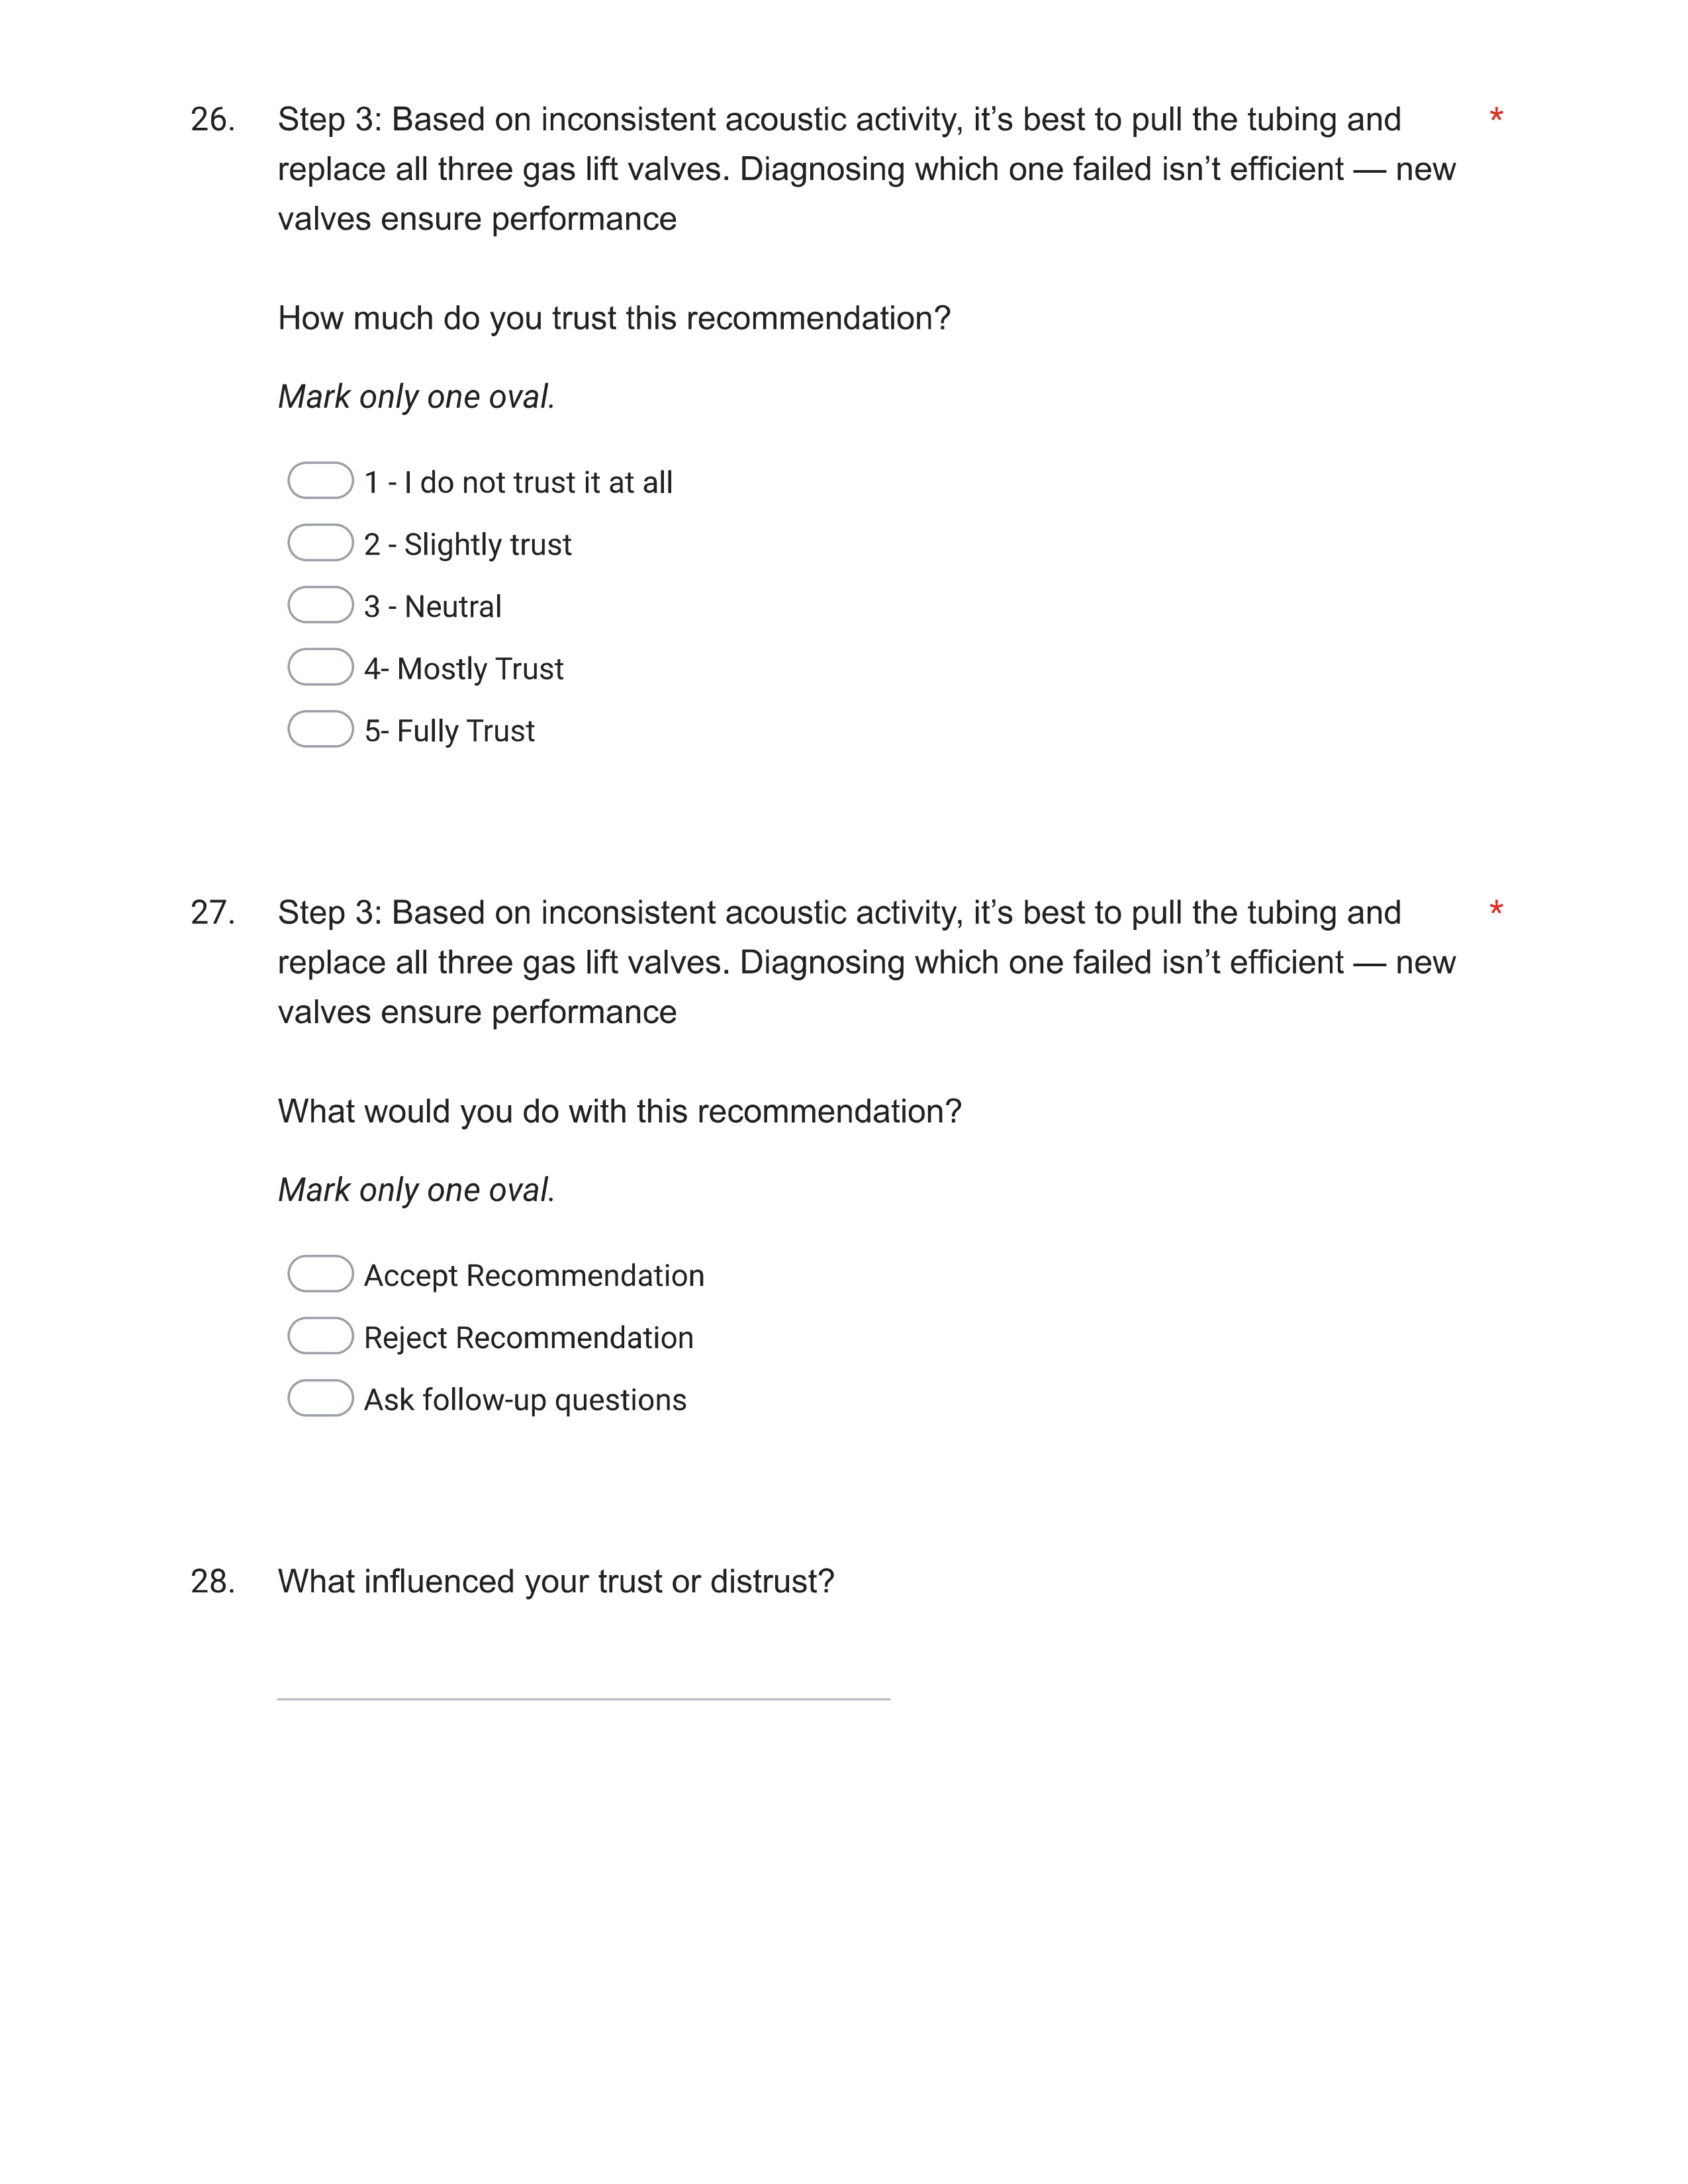 26. Step 3: Based on inconsistent acoustic activity, it’s best to pull the tubing and *
replace all three gas lift valves. Diagnosing which one failed isn’t efficient — new
valves ensure performance
How much do you trust this recommendation?
Mark only one oval.
1 - I do not trust it at all
2 - Slightly trust
3 - Neutral
4- Mostly Trust
5- Fully Trust
27. Step 3: Based on inconsistent acoustic activity, it’s best to pull the tubing and *
replace all three gas lift valves. Diagnosing which one failed isn’t efficient — new
valves ensure performance
What would you do with this recommendation?
Mark only one oval.
Accept Recommendation
Reject Recommendation
Ask follow-up questions
28. What influenced your trust or distrust?